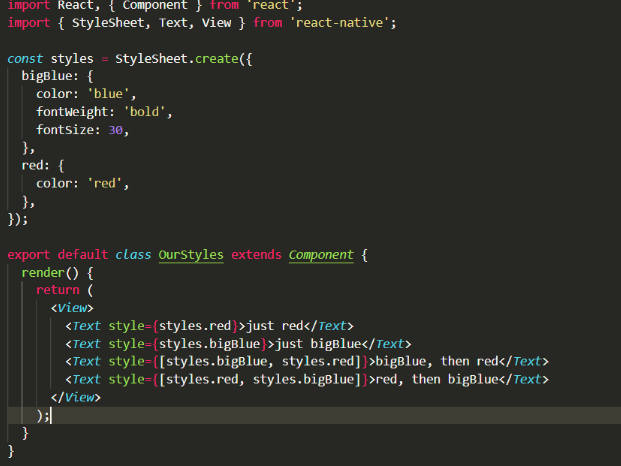 import React, { Component } from 'react';
import { StyleSheet, Text, View } from 'react-native';

const styles = StyleSheet.create({
  bigBlue: {
    color: 'blue',
    fontWeight: 'bold',
    fontSize: 30,
  },
  red: {
    color: 'red',
  },
});

export default class OurStyles extends Component {
  render() {
    return (
      <View>
        <Text style={styles.red}>just red</Text>
        <Text style={styles.bigBlue}>just bigBlue</Text>
        <Text style={[styles.bigBlue, styles.red]}>bigBlue, then red</Text>
        <Text style={[styles.red, styles.bigBlue]}>red, then bigBlue</Text>
      </View>
    );
  }
}